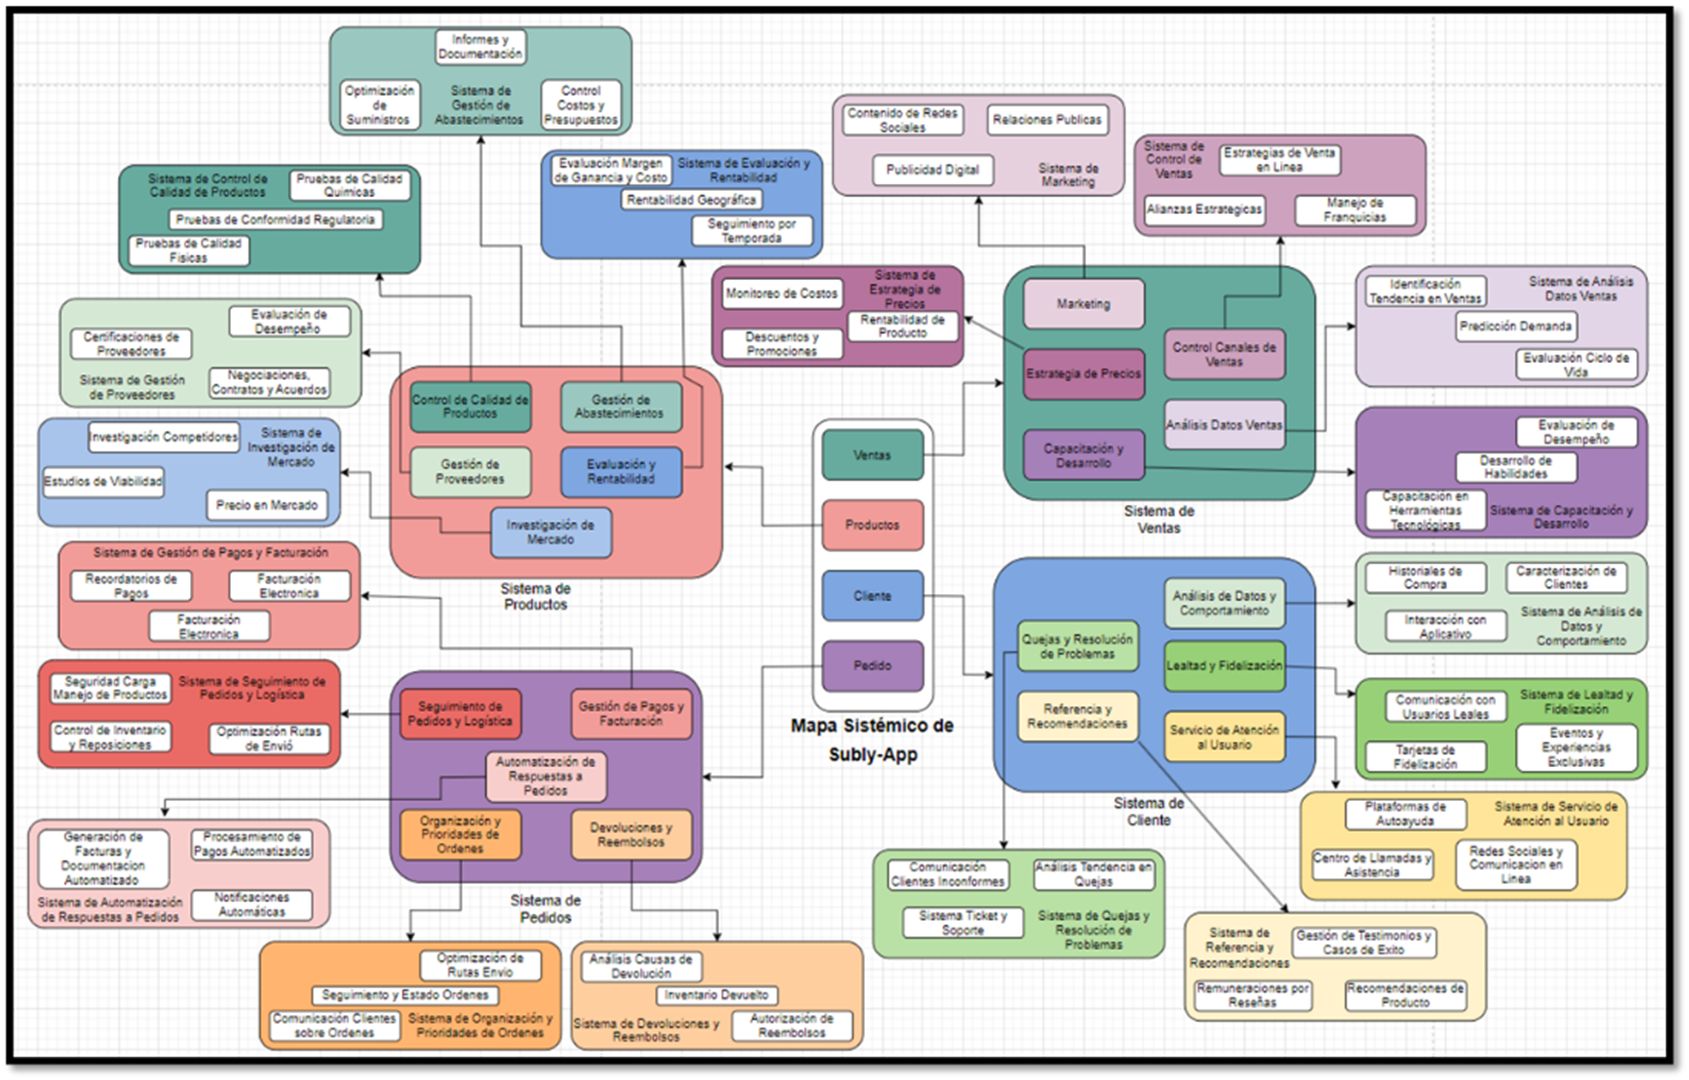 Informes y
Documentación
Optimización
de
Suministros
Sistema de
Gestión de
Abastecimientos
Control
Costos y
Presupuestos
Sistema de Control de
Calidad de Productos
Pruebas de Calidad
Quimicas
Pruebas de Conformidad Regulatoria
Pruebas de Calidad
Fisicas
Evaluación Margen
de Ganancia y Costo
Sistema de Evaluación y
Rentabilidad
Rentabilidad Geográfica
Seguimiento por
Temporada
Contenido de Redes
Sociales
Relaciones Publicas
Publicidad Digital
Sistema de
Marketing
Sistema de
Control de
Ventas
Estrategias de Venta
en Linea
Alianzas Estrategicas
Manejo de
Franquicias
Evaluación de
Desempeño
Certificaciones de
Proveedores
Sistema de Gestión
de Proveedores
Negociaciones,
Contratos y Acuerdos
Monitoreo de Costos
Sistema de
Estrategia de
Precios
Rentabilidad de
Producto
Descuentos y
Promociones
Identificación
Tendencia en Ventas
Sistema de Análisis
Datos Ventas
Predicción Demanda
Evaluación Ciclo de
Vida
Investigación Competidores
Sistema de
Investigación de
Mercado
Estudios de Viabilidad
Precio en Mercado
Control de Calidad de
Productos
Gestión de
Abastecimientos
Gestión de
Proveedores
Evaluación y
Rentabilidad
Investigación de
Mercado
Sistema de
Productos
Marketing
Control Canales de
Ventas
Estrategia de Precios
Análisis Datos Ventas
Capacitación y
Desarrollo
Sistema de
Ventas
Evaluación de
Desempeño
Desarrollo de
Habilidades
Capacitación en
Herramientas
Tecnológicas
Sistema de Capacitación y
Desarrollo
Ventas
Productos
Cliente
Pedido
Mapa Sistémico de
Subly-App
Sistema de Gestión de Pagos y Facturación
Recordatorios de
Pagos
Facturación
Electronica
Facturación
Electronica
Seguridad Carga
Manejo de Productos
Sistema de Seguimiento de
Pedidos y Logística
Control de Inventario
y Reposiciones
Optimización Rutas
de Envió
Seguimiento de
Pedidos y Logística
Gestión de Pagos y
Facturación
Automatización de
Respuestas a
Pedidos
Organización y
Prioridades de
Ordenes
Devoluciones y
Reembolsos
Sistema de
Pedidos
Análisis de Datos y
Comportamiento
Quejas y Resolución
de Problemas
Lealtad y Fidelización
Referencia y
Recomendaciones
Servicio de Atención
al Usuario
Sistema de
Cliente
Historiales de
Compra
Caracterización de
Clientes
Interacción con
Aplicativo
Sistema de Análisis de
Datos y
Comportamiento
Comunicación con
Usuarios Leales
Sistema de Lealtad y
Fidelización
Tarjetas de
Fidelización
Eventos y
Experiencias
Exclusivas
Plataformas de
Autoayuda
Sistema de Servicio de
Atención al Usuario
Centro de Llamadas y
Asistencia
Redes Sociales y
Comunicacion en
Linea
Generación de
Facturas y
Documentacion
Automatizado
Procesamiento de
Pagos Automatizados
Sistema de Automatización
de Respuestas a Pedidos
Notificaciones
Automáticas
Comunicación
Clientes Inconformes
Análisis Tendencia en
Quejas
Sistema Ticket y
Soporte
Sistema de Quejas y
Resolución de
Problemas
Sistema de
Referencia y
Recomendaciones
Gestión de Testimonios y
Casos de Exito
Remuneraciones por
Reseñas
Recomendaciones de
Producto
Optimización de
Rutas Envio
Seguimiento y Estado Ordenes
Comunicación Clientes
sobre Ordenes
Sistema de Organización y
Prioridades de Ordenes
Análisis Causas de
Devolución
Inventario Devuelto
Sistema de Devoluciones y
Reembolsos
Autorización de
Reembolsos